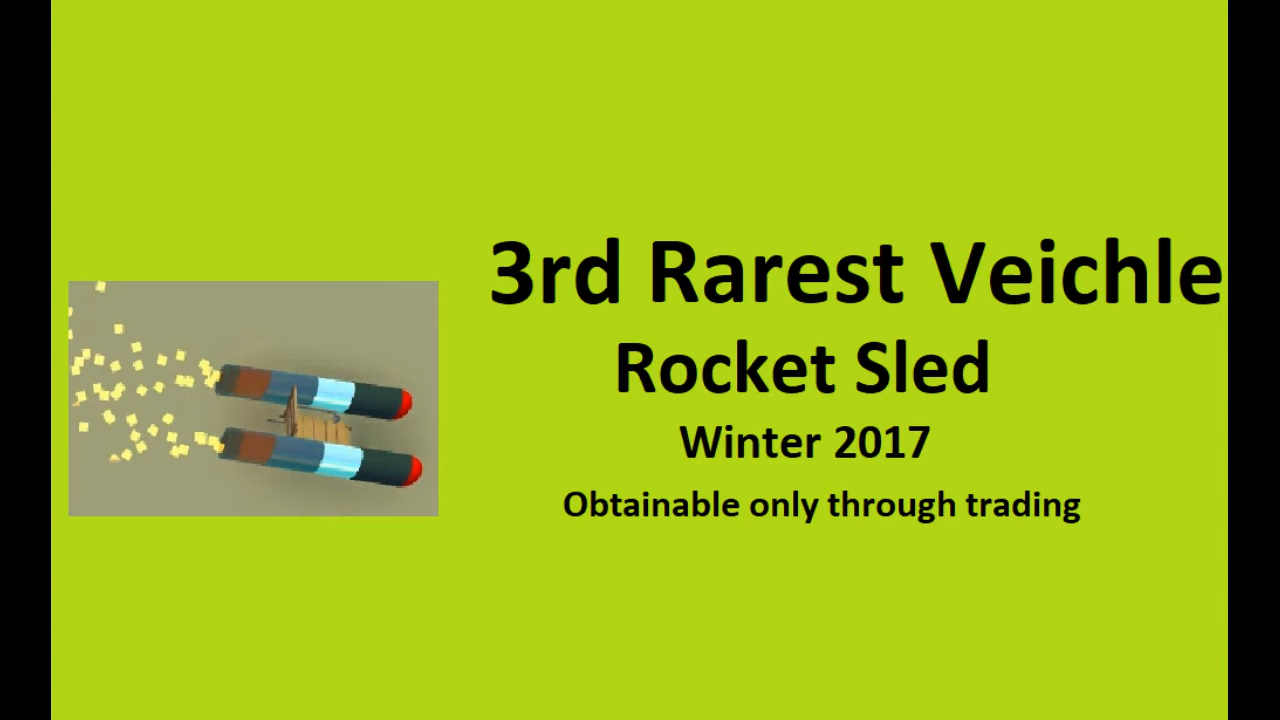 3rd Rarest Veichle
Rocket Sled
Winter 2017
Obtainable only through trading